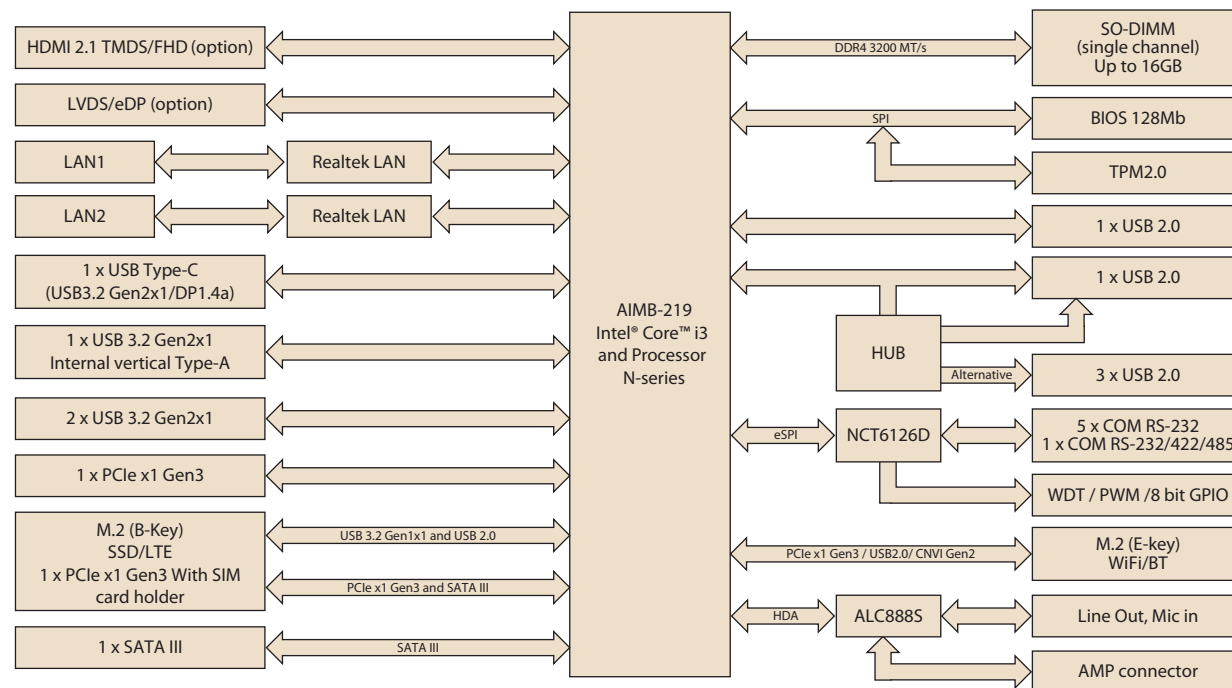 HDMI 2.1 TMDS/FHD (option)
LVDS/eDP (option)
LAN1
Realtek LAN
LAN2
Realtek LAN
1 x USB Type-C
(USB3.2 Gen2x1/DP1.4a)
1 x USB 3.2 Gen2x1
Internal vertical Type-A
2 x USB 3.2 Gen2x1
1 x PCIe x1 Gen3
M.2 (B-Key)
SSD/LTE
1 x PCIe x1 Gen3 With SIM
card holder
USB 3.2 Gen1x1 and USB 2.0
PCIe x1 Gen3 and SATA III
1 x SATA III
SATA III
AIMB-219
Intel® Core™ i3
and Processor
N-series
DDR4 3200 MT/s
SO-DIMM
(single channel)
Up to 16GB
SPI
BIOS 128Mb
TPM2.0
1 x USB 2.0
1 x USB 2.0
HUB
Alternative
3 x USB 2.0
eSPI
NCT6126D
5 x COM RS-232
1 x COM RS-232/422/485
WDT / PWM /8 bit GPIO
PCIe x1 Gen3 / USB2.0/ CNVI Gen2
M.2 (E-key)
WiFi/BT
HDA
ALC888S
Line Out, Mic in
AMP connector